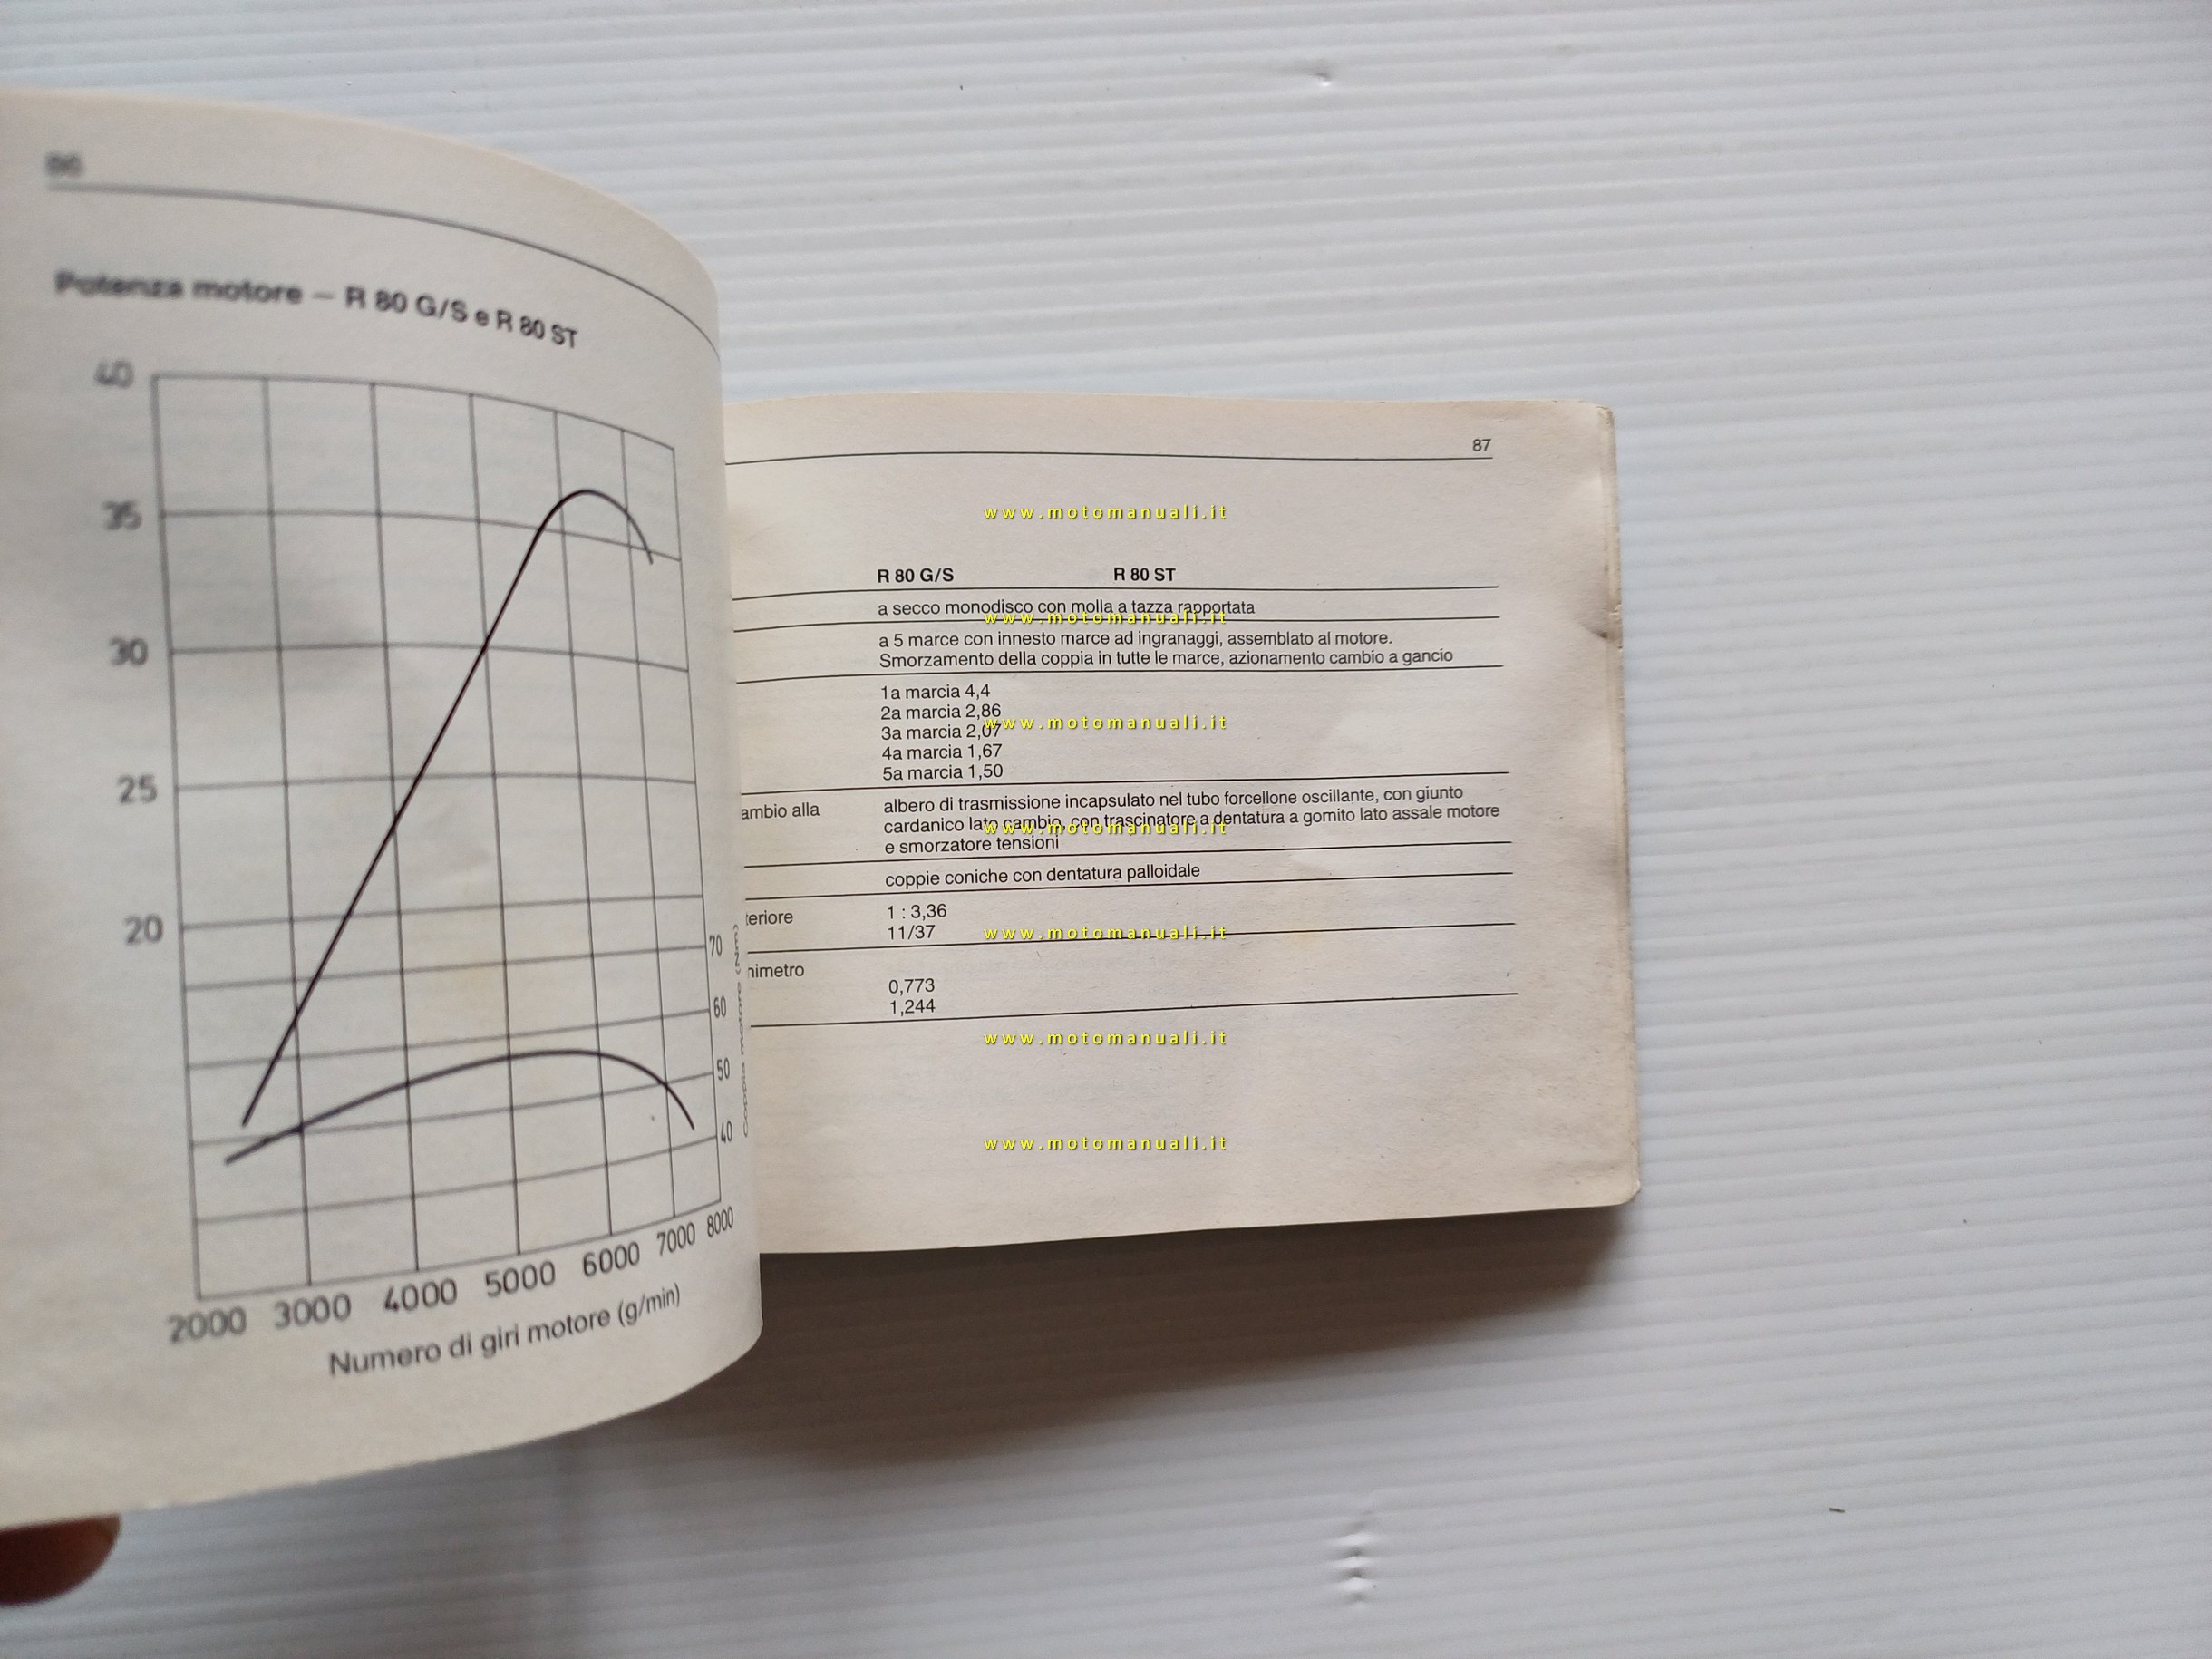 86
Potenza motore – R 80 G/S e R 80 ST
40
35
30
25
20
70
60
50
40
Coppia motore (Nm)
2000 3000 4000 5000 6000 7000 8000
Numero di giri motore (g/min)
87
www.motomanuali.it
R 80 G/S R 80 ST
a secco monodisco con molla a tazza rapportata
www.motomanuali.it
a 5 marce con innesto marce ad ingranaggi, assemblato al motore.
Smorzamento della coppia in tutte le marce, azionamento cambio a gancio
1a marcia 4,4
2a marcia 2,86
www.motomanuali.it
3a marcia 2,07
4a marcia 1,67
5a marcia 1,50
ambio alla albero di trasmissione incapsulato nel tubo forcellone oscillante, con giunto
cardanico lato cambio, con trascinatore a dentatura a gomito lato assale motore
www.motomanuali.it
e smorzatore tensioni
coppie coniche con dentatura palloidale
teriore 1 : 3,36
11/37
www.motomanuali.it
nimetro
0,773
1,244
www.motomanuali.it
www.motomanuali.it